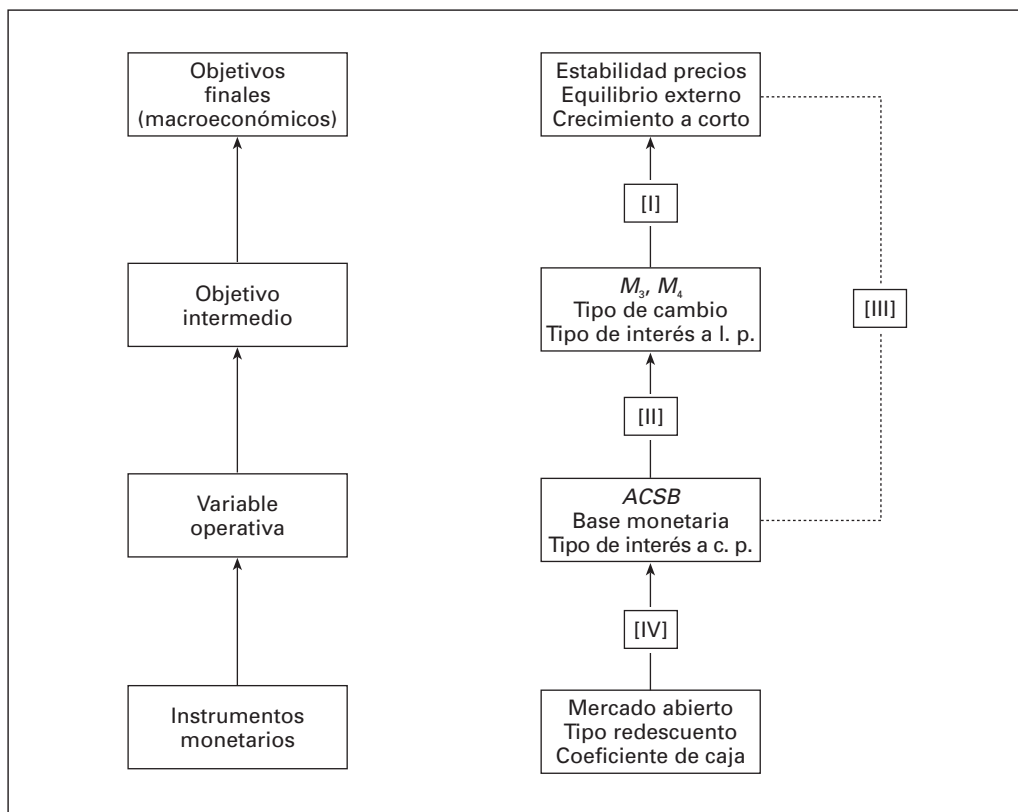 Objetivos
finales
(macroeconómicos)
Objetivo
intermedio
Variable
operativa
Instrumentos
monetarios
Estabilidad precios
Equilibrio externo
Crecimiento a corto
[I]
M₃, M₄
Tipo de cambio
Tipo de interés a l. p.
[III]
[II]
ACSB
Base monetaria
Tipo de interés a c. p.
[IV]
Mercado abierto
Tipo redescuento
Coeficiente de caja